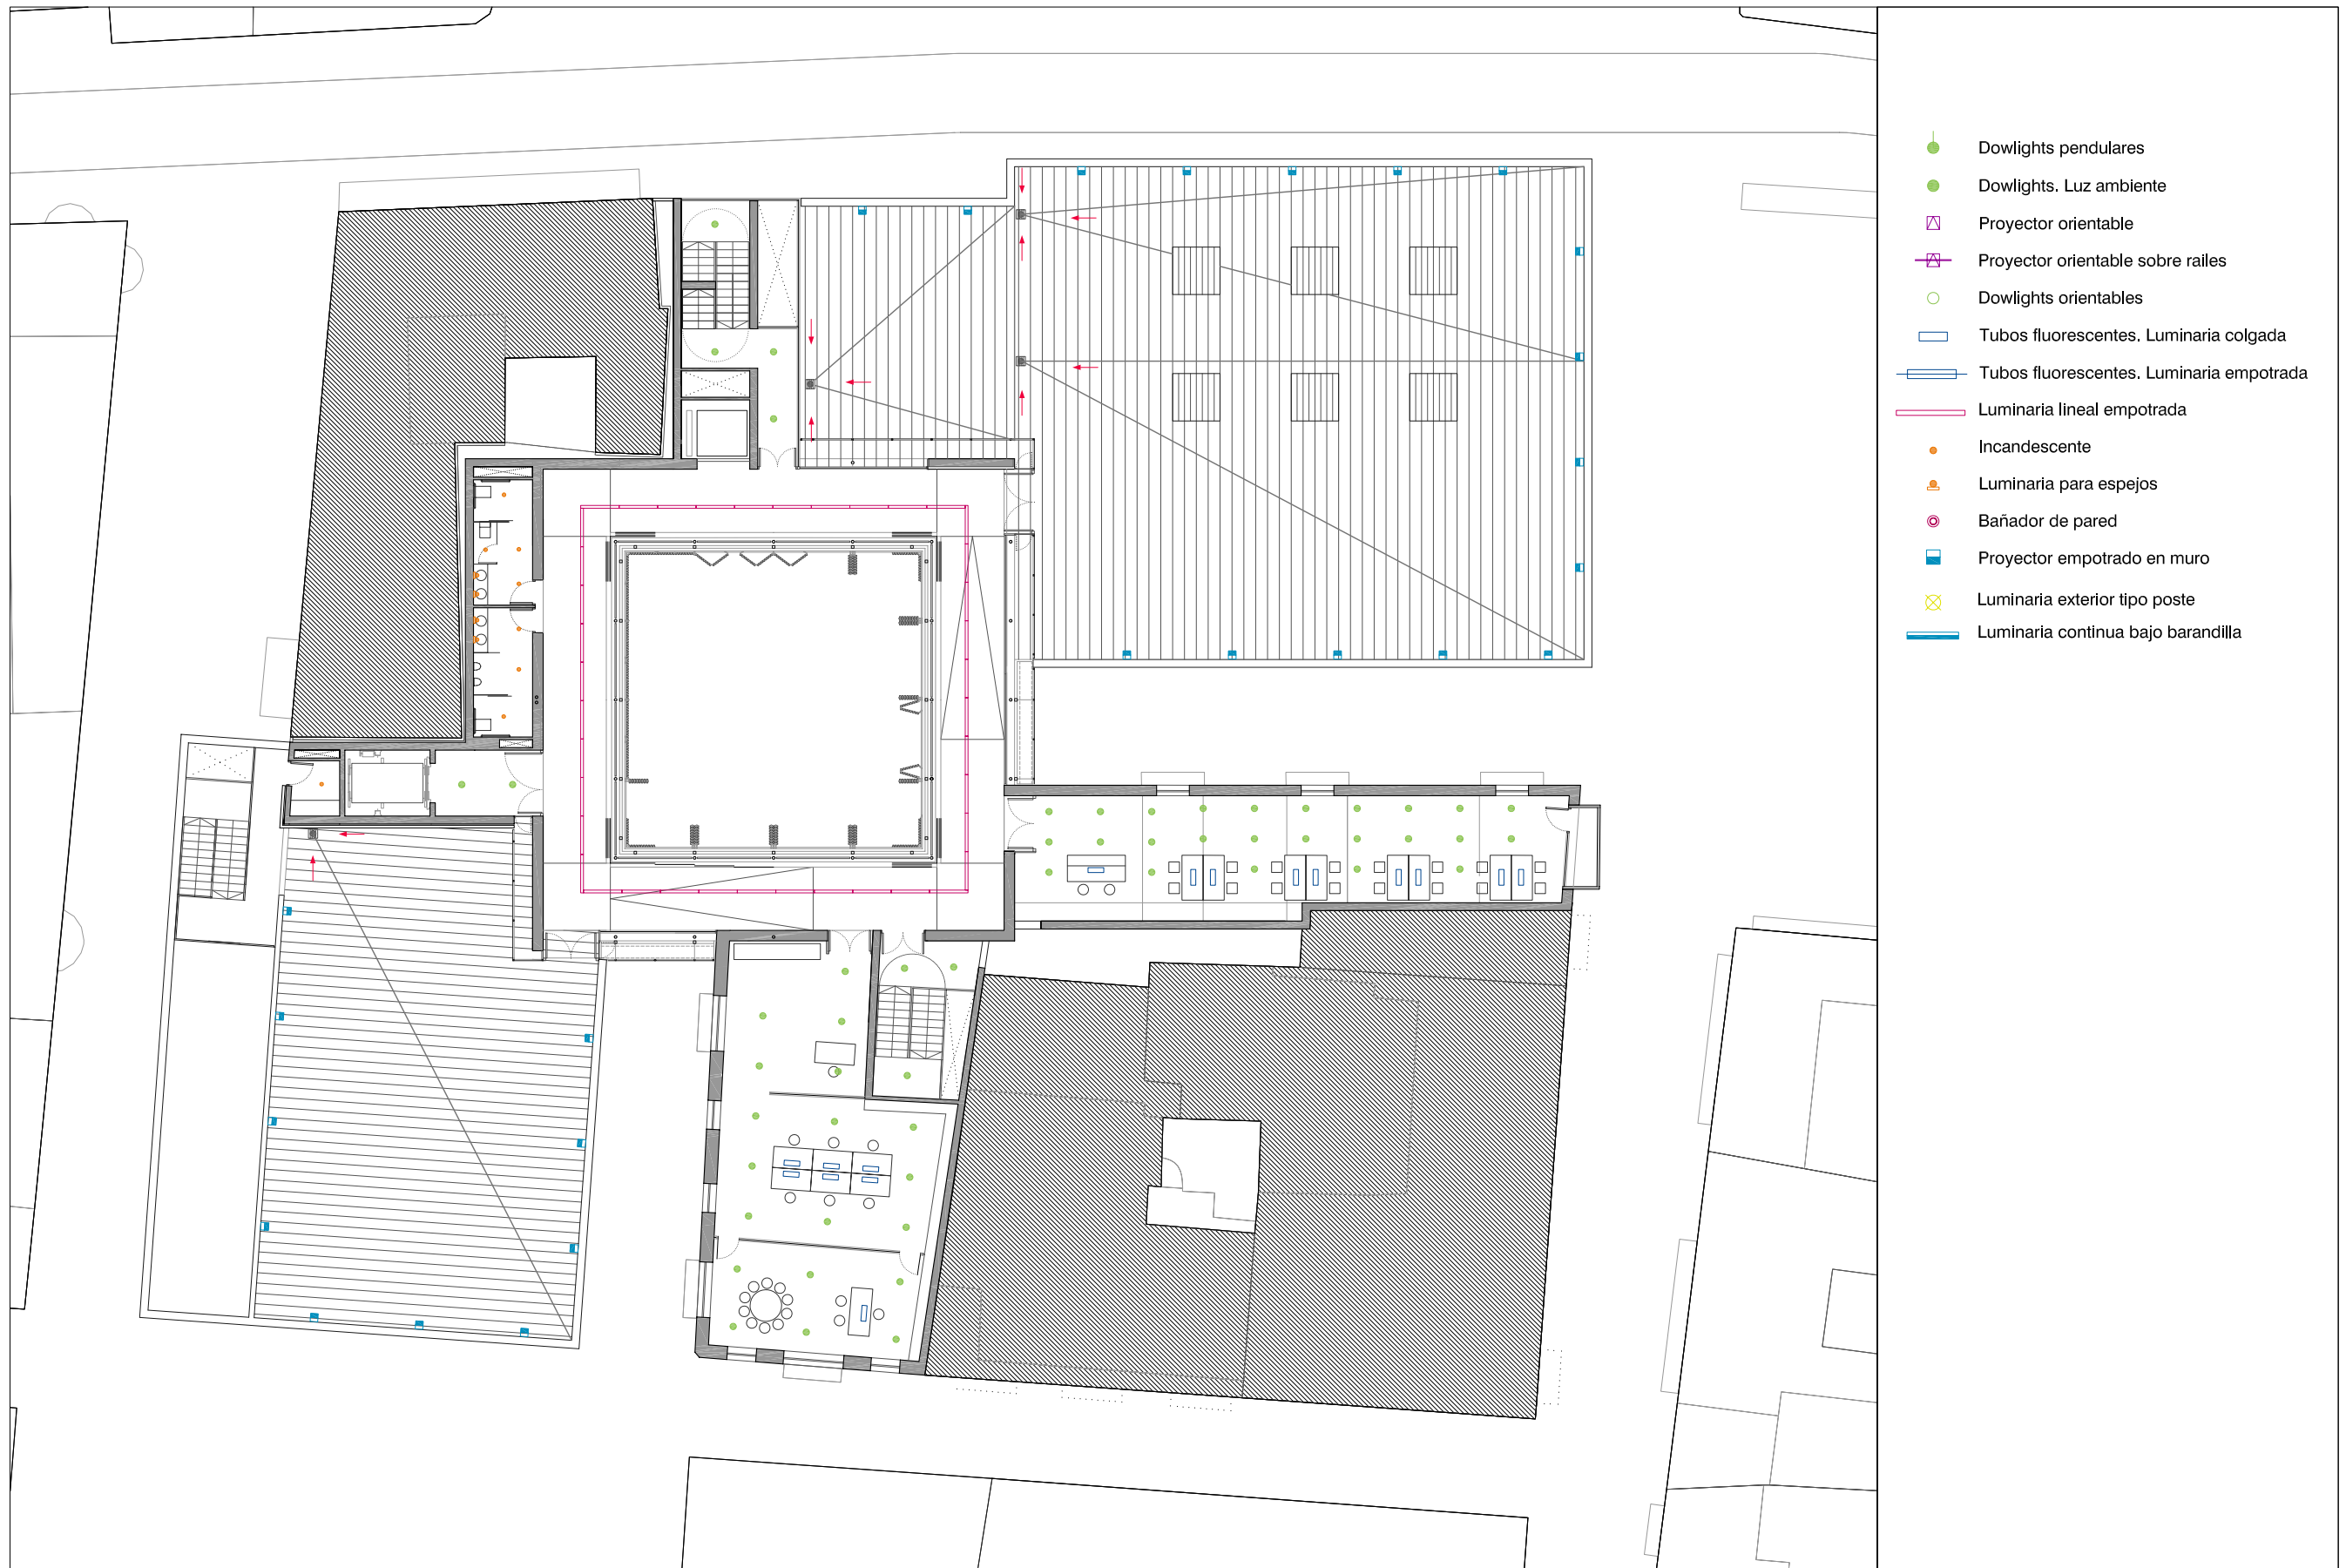 Dowlights pendulares
Dowlights. Luz ambiente
Proyector orientable
Proyector orientable sobre railes
Dowlights orientables
Tubos fluorescentes. Luminaria colgada
Tubos fluorescentes. Luminaria empotrada
Luminaria lineal empotrada
Incandescente
Luminaria para espejos
Bañador de pared
Proyector empotrado en muro
Luminaria exterior tipo poste
Luminaria continua bajo barandilla